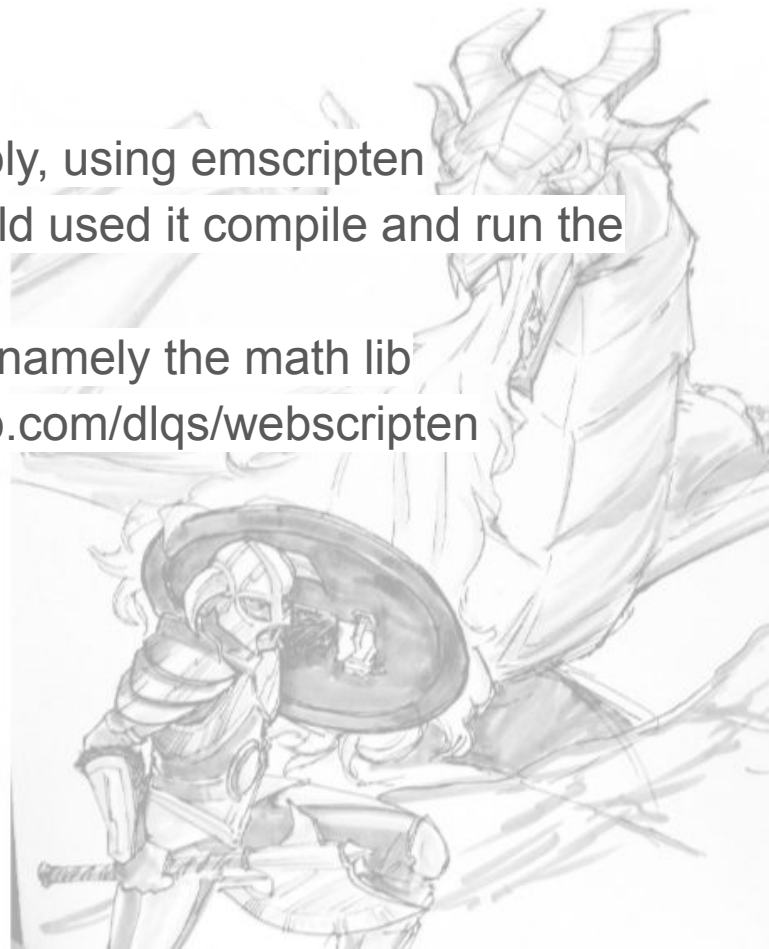 ly, using emscripten
ld used it compile and run the
namely the math lib
.com/dlqs/webscripten